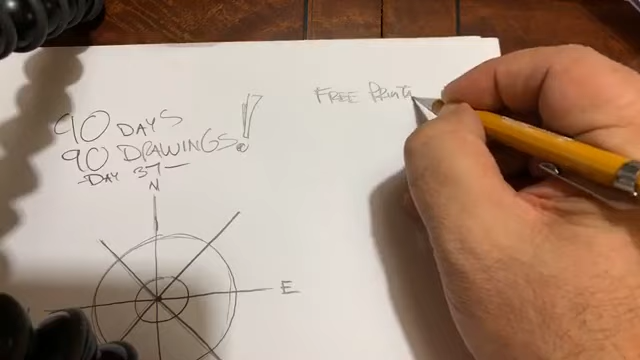 90 DAYS
90 DRAWINGS!
-DAY 37-
N
E
FREE